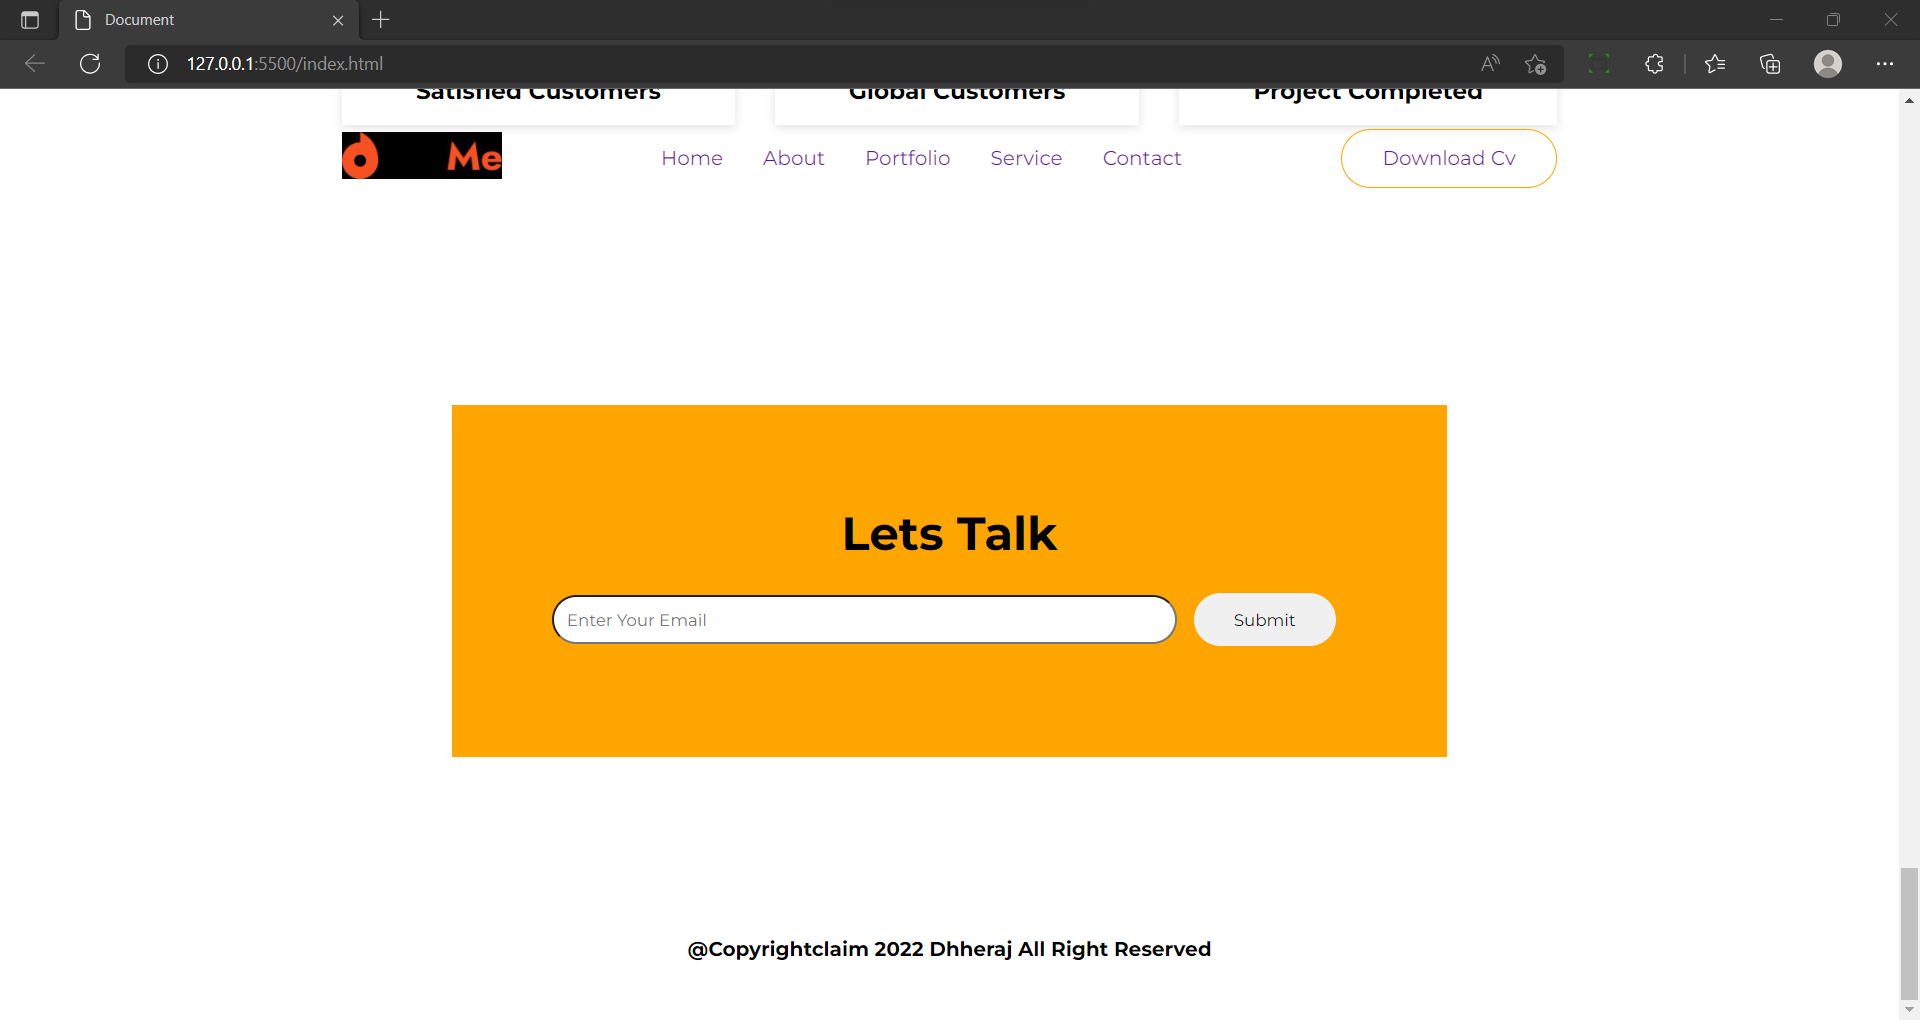 Document
127.0.0.1:5500/index.html
Satisfied Customers Global Customers Project Completed
d Me Home About Portfolio Service Contact Download Cv
Lets Talk
Enter Your Email Submit
@Copyrightclaim 2022 Dhheraj All Right Reserved